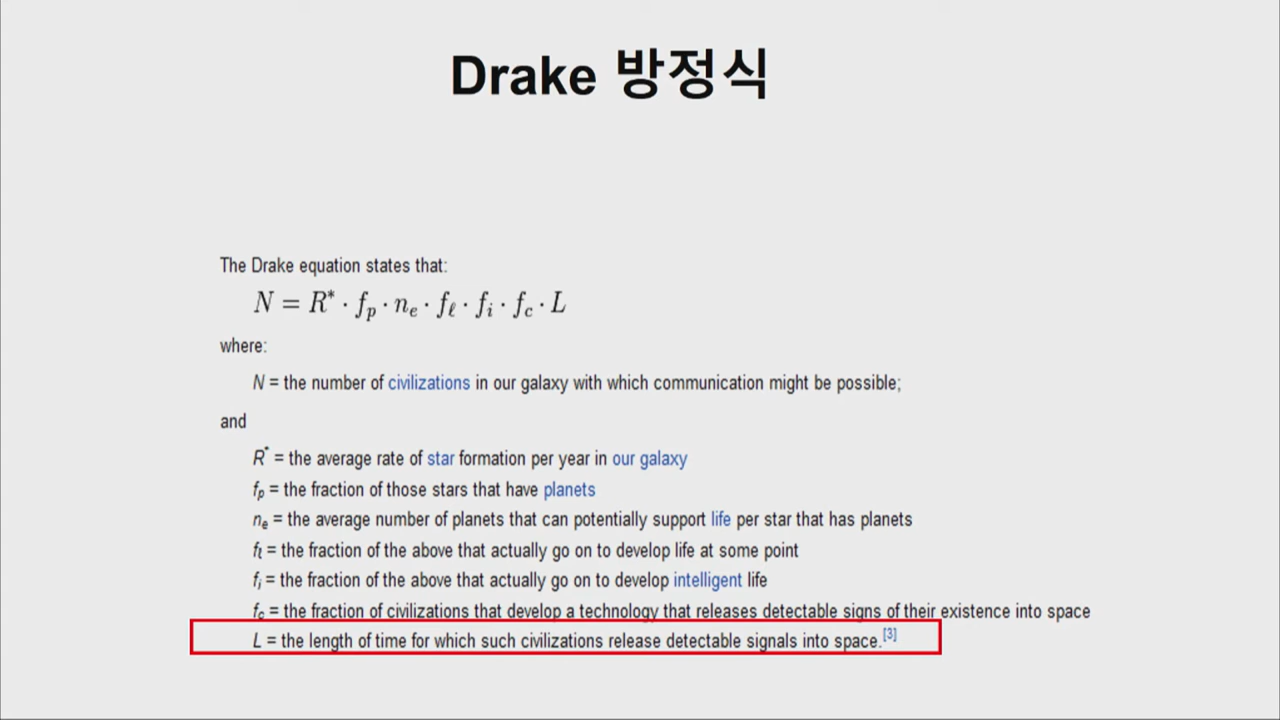 Drake 방정식
The Drake equation states that:
N = R* · fp · ne · fℓ · fi · fc · L
where:
N = the number of civilizations in our galaxy with which communication might be possible;
and
R* = the average rate of star formation per year in our galaxy
fp = the fraction of those stars that have planets
ne = the average number of planets that can potentially support life per star that has planets
fℓ = the fraction of the above that actually go on to develop life at some point
fi = the fraction of the above that actually go on to develop intelligent life
fc = the fraction of civilizations that develop a technology that releases detectable signs of their existence into space
L = the length of time for which such civilizations release detectable signals into space.[3]